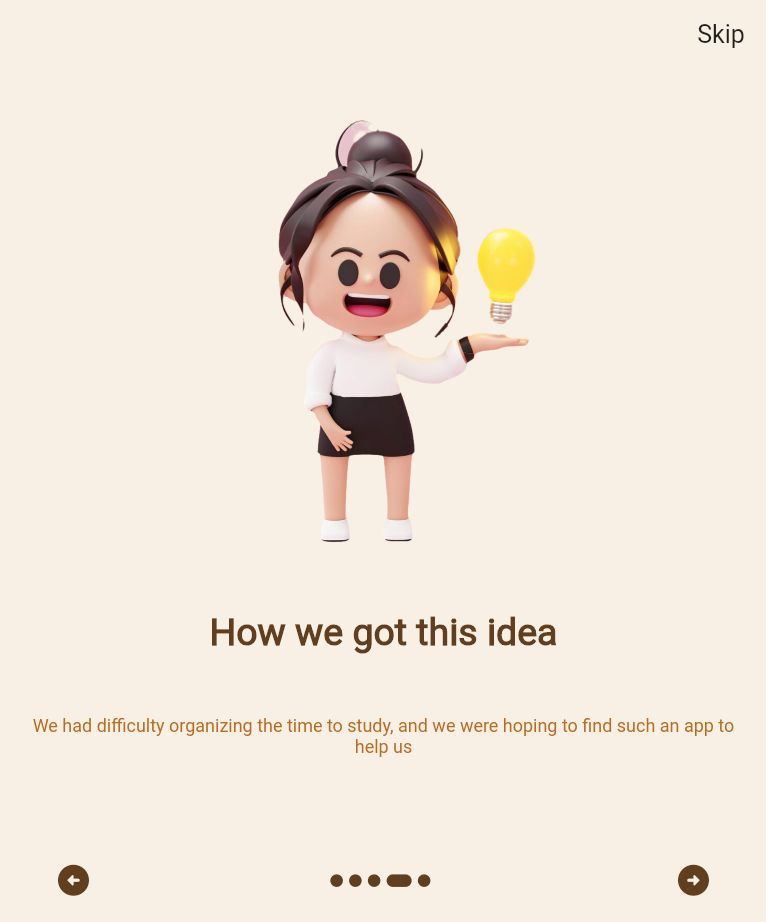 Skip
How we got this idea
We had difficulty organizing the time to study, and we were hoping to find such an app to
help us